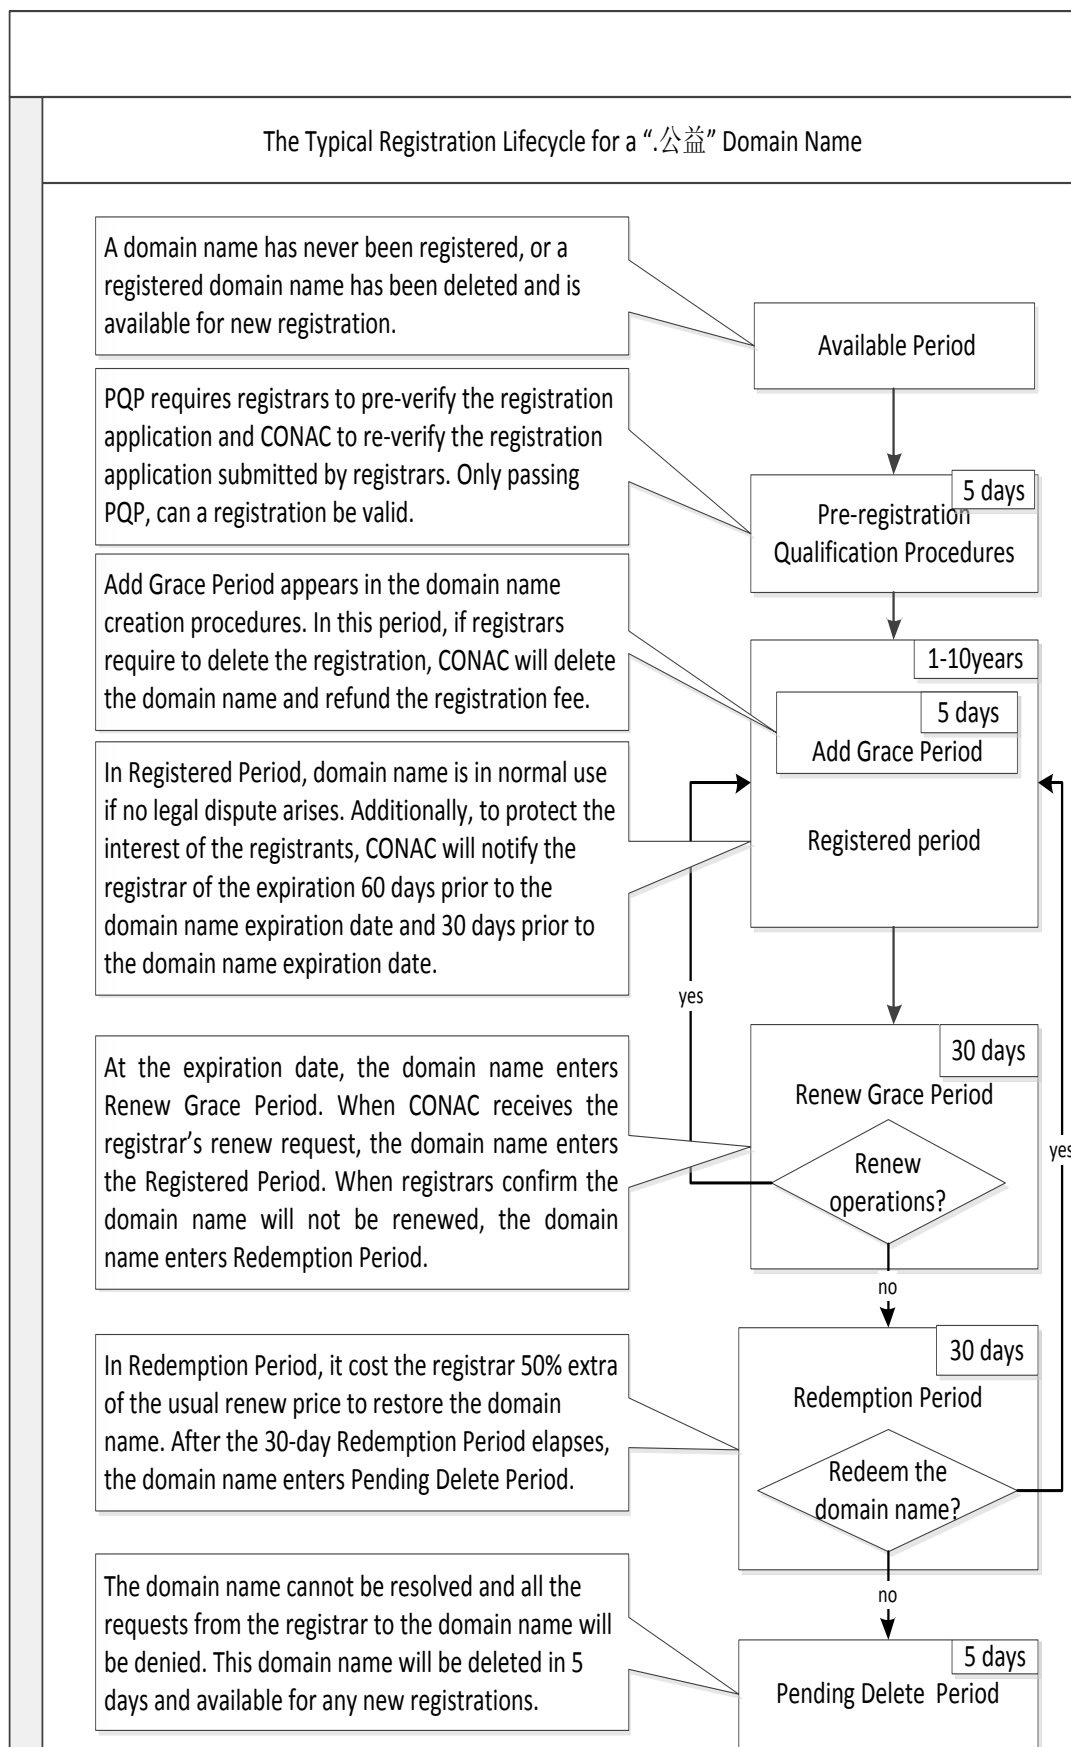 The Typical Registration Lifecycle for a “.公益” Domain Name
A domain name has never been registered, or a
registered domain name has been deleted and is
available for new registration.
Available Period
PQP requires registrars to pre-verify the registration
application and CONAC to re-verify the registration
application submitted by registrars. Only passing
PQP, can a registration be valid.
5 days
Pre-registration
Qualification Procedures
Add Grace Period appears in the domain name
creation procedures. In this period, if registrars
require to delete the registration, CONAC will delete
the domain name and refund the registration fee.
1-10years
5 days
Add Grace Period
In Registered Period, domain name is in normal use
if no legal dispute arises. Additionally, to protect the
interest of the registrants, CONAC will notify the
registrar of the expiration 60 days prior to the
domain name expiration date and 30 days prior to
the domain name expiration date.
Registered period
yes
At the expiration date, the domain name enters
Renew Grace Period. When CONAC receives the
registrar’s renew request, the domain name enters
the Registered Period. When registrars confirm the
domain name will not be renewed, the domain
name enters Redemption Period.
30 days
Renew Grace Period
Renew
operations?
yes
no
In Redemption Period, it cost the registrar 50% extra
of the usual renew price to restore the domain
name. After the 30-day Redemption Period elapses,
the domain name enters Pending Delete Period.
30 days
Redemption Period
Redeem the
domain name?
no
The domain name cannot be resolved and all the
requests from the registrar to the domain name will
be denied. This domain name will be deleted in 5
days and available for any new registrations.
5 days
Pending Delete Period